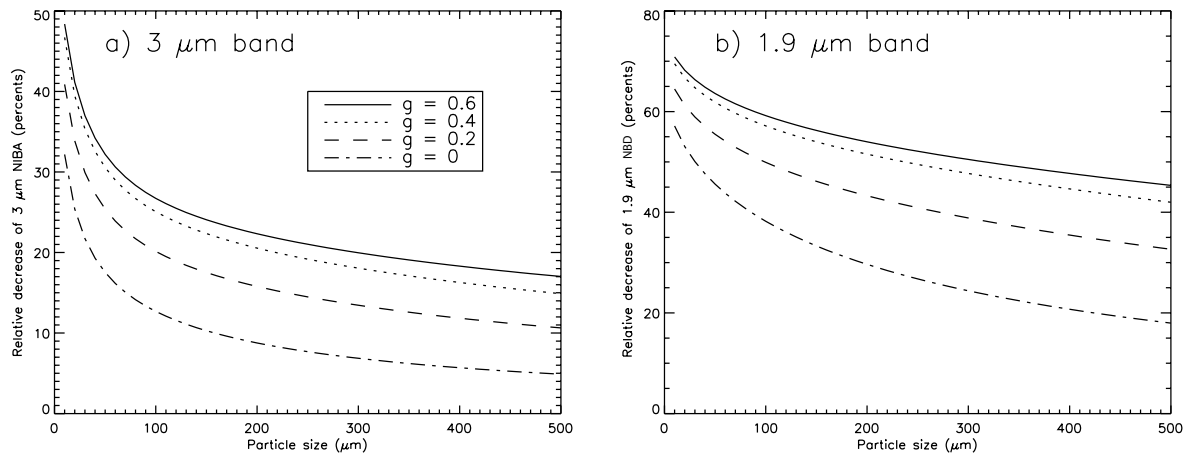 a) 3 μm band
g = 0.6
g = 0.4
g = 0.2
g = 0
50
40
30
20
10
0
0 100 200 300 400 500
Particle size (μm)
Relative decrease of 3 μm NIBA (percents)
b) 1.9 μm band
80
60
40
20
0
0 100 200 300 400 500
Particle size (μm)
Relative decrease of 1.9 μm NBD (percents)